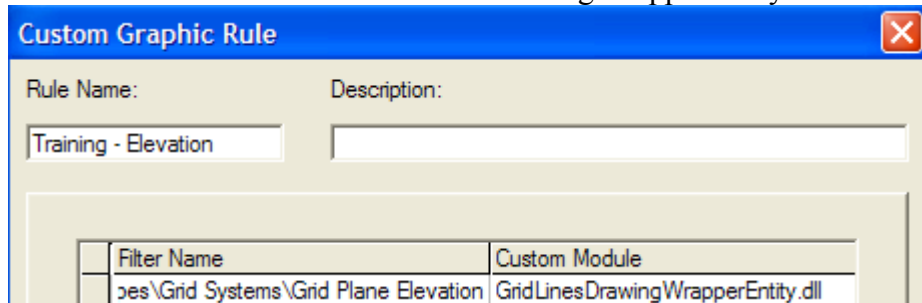 Custom Graphic Rule
Rule Name: Description:
Training - Elevation
Filter Name Custom Module
pes\Grid Systems\Grid Plane Elevation GridLinesDrawingWrapperEntity.dll